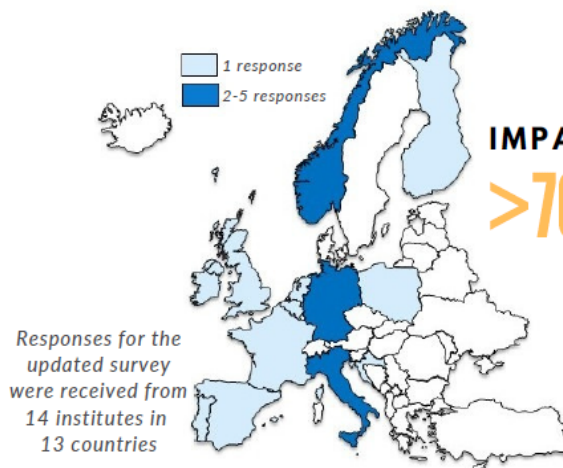 1 response
2-5 responses
IMPA
>70
Responses for the
updated survey
were received from
14 institutes in
13 countries